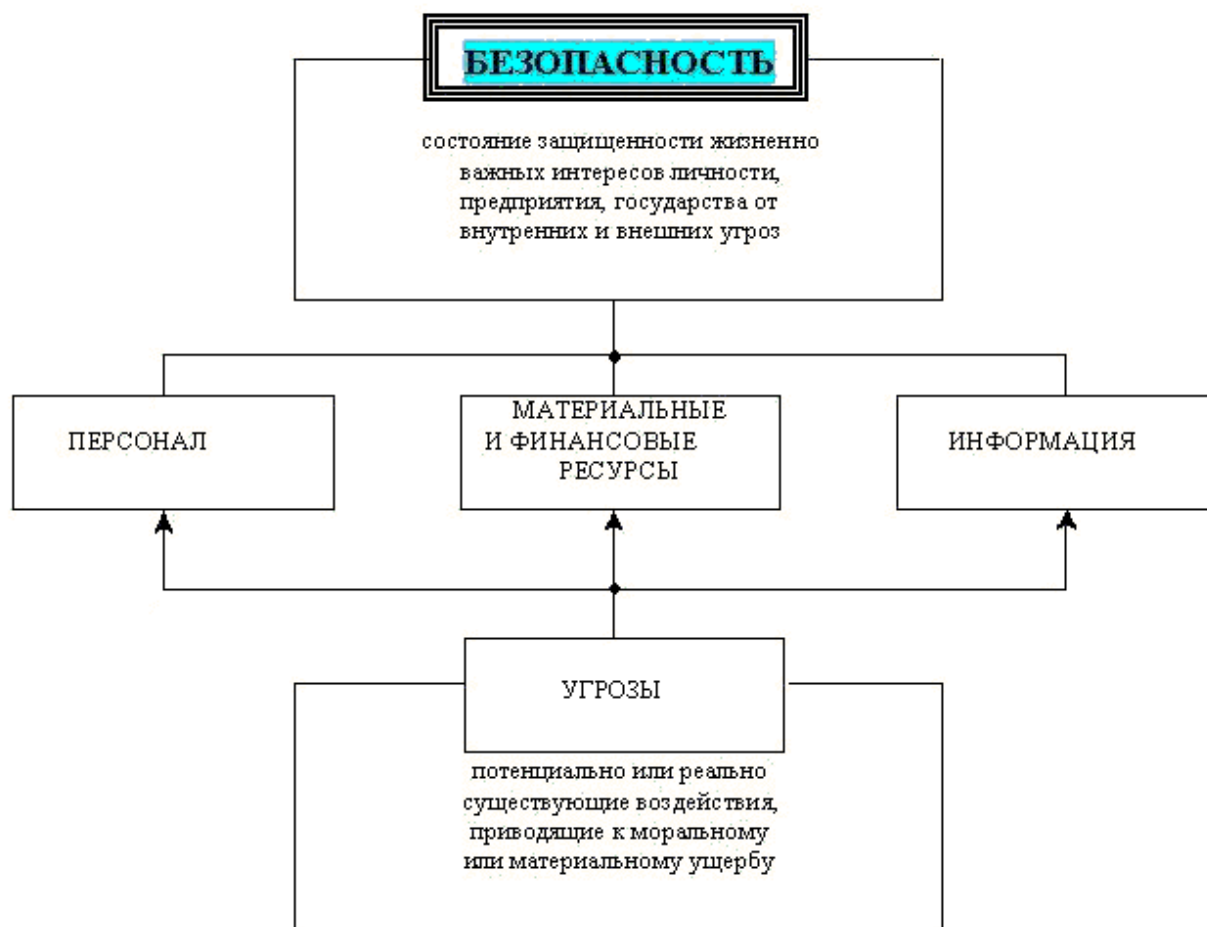 БЕЗОПАСНОСТЬ
состояние защищенности жизненно
важных интересов личности,
предприятия, государства от
внутренних и внешних угроз
ПЕРСОНАЛ
МАТЕРИАЛЬНЫЕ
И ФИНАНСОВЫЕ
РЕСУРСЫ
ИНФОРМАЦИЯ
УГРОЗЫ
потенциально или реально
существующие воздействия,
приводящие к моральному
или материальному ущербу